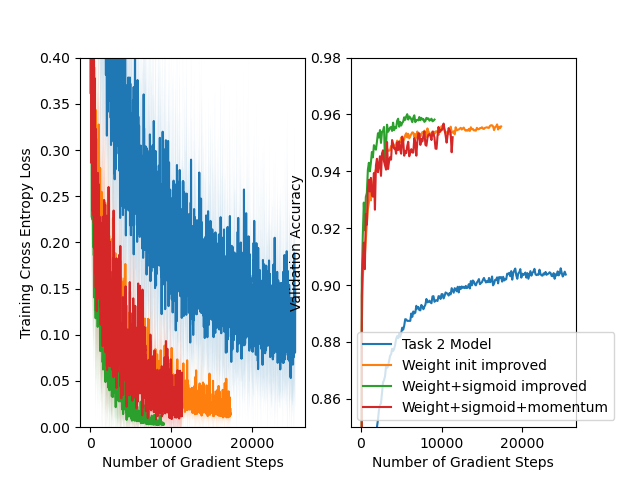 0.40
0.35
0.30
0.25
0.20
0.15
0.10
0.05
0.00
0
10000
20000
Training Cross Entropy Loss
Number of Gradient Steps
0.98
0.96
0.94
0.92
0.90
0.88
0.86
0
10000
20000
Validation Accuracy
Number of Gradient Steps
Task 2 Model
Weight init improved
Weight+sigmoid improved
Weight+sigmoid+momentum